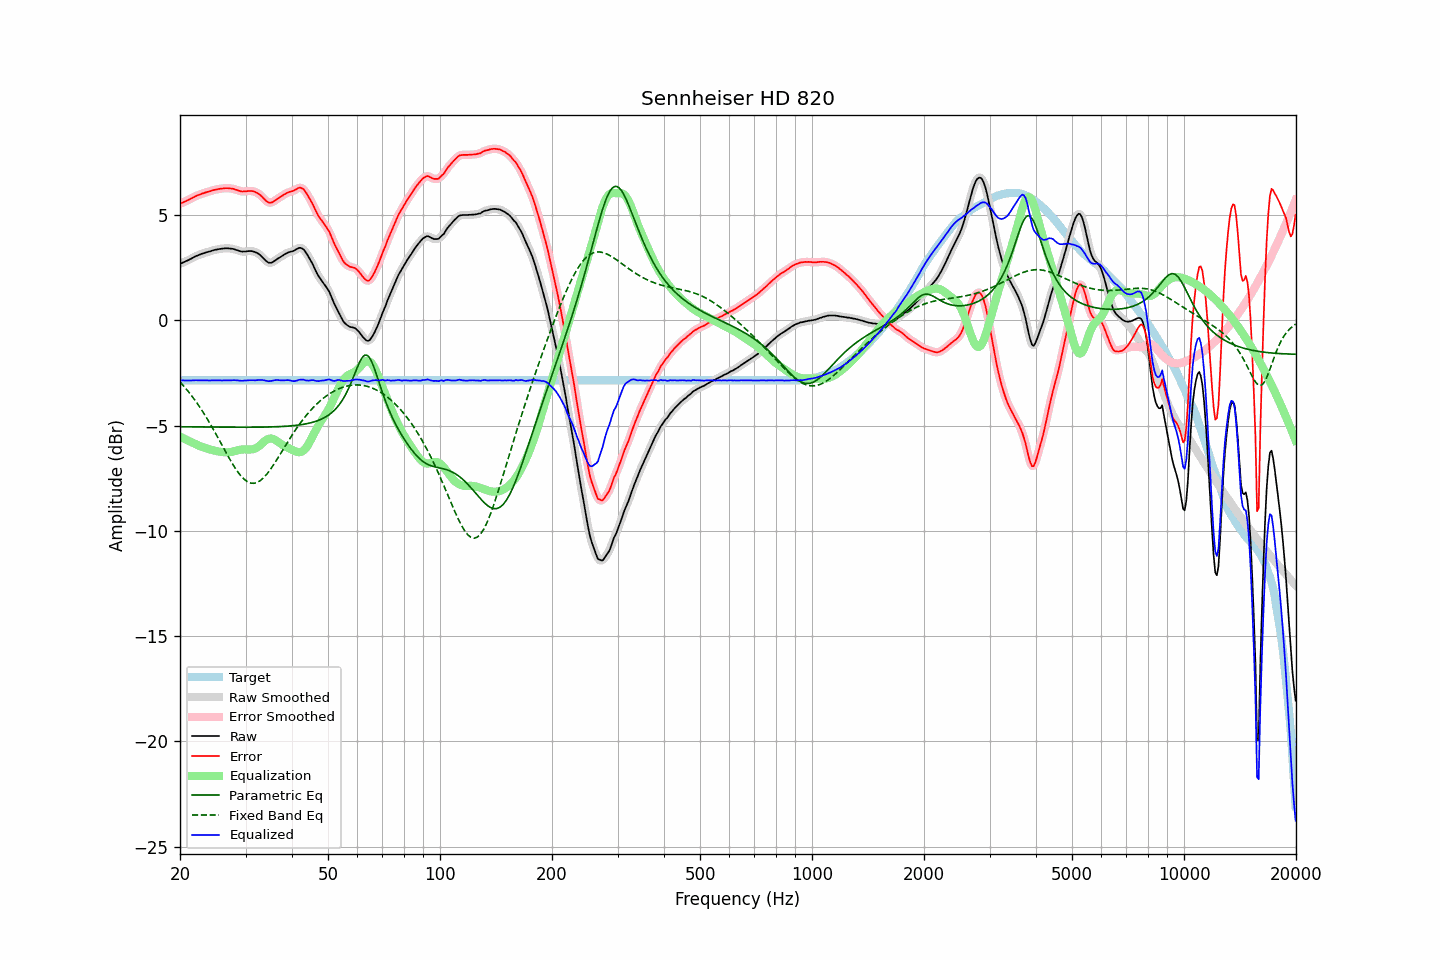 Sennheiser HD 820
5
0
−5
−10
−15
−20
−25
Amplitude (dBr)
Target
Raw Smoothed
Error Smoothed
Raw
Error
Equalization
Parametric Eq
Fixed Band Eq
Equalized
20 50 100 200 500 1000 2000 5000 10000 20000
Frequency (Hz)